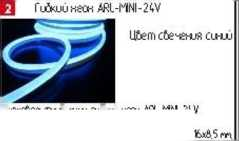 2 Гибкий неон ARL-MINI-24V
Цвет свечения синий
16x8,5 mm